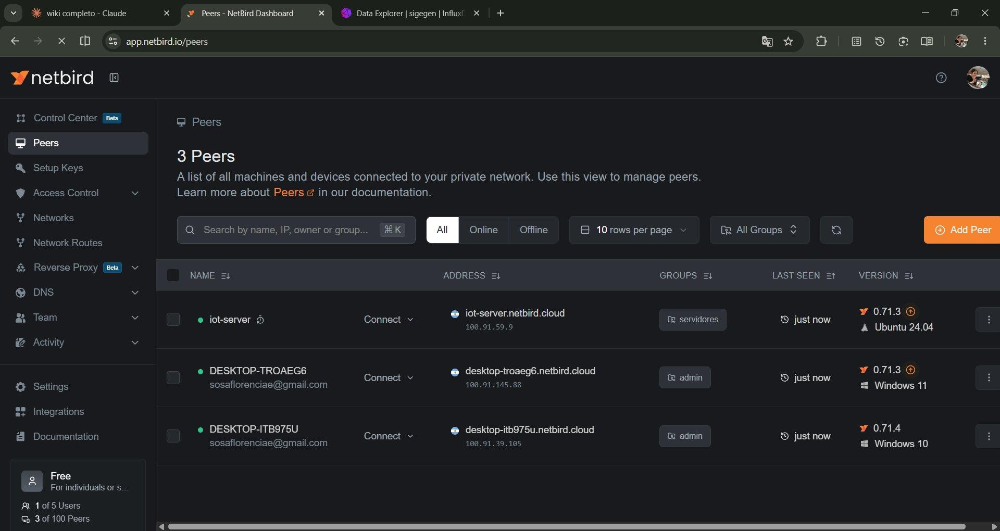 wiki completo - Claude
Peers - NetBird Dashboard
Data Explorer | sigegen | Influx
app.netbird.io/peers
netbird
Control Center Beta
Peers
Setup Keys
Access Control
Networks
Network Routes
Reverse Proxy Beta
DNS
Team
Activity
Settings
Integrations
Documentation
Free
For individuals or s...
1 of 5 Users
3 of 100 Peers
Peers
3 Peers
A list of all machines and devices connected to your private network. Use this view to manage peers.
Learn more about Peers in our documentation.
Search by name, IP, owner or group... ⌘ K
All Online Offline
10 rows per page
All Groups
Add Peer
NAME ADDRESS GROUPS LAST SEEN VERSION
iot-server Connect iot-server.netbird.cloud servidores just now 0.71.3
100.91.59.9 Ubuntu 24.04
DESKTOP-TROAEG6 Connect desktop-troaeg6.netbird.cloud admin just now 0.71.3
sosaflorenciae@gmail.com 100.91.145.88 Windows 11
DESKTOP-ITB975U Connect desktop-itb975u.netbird.cloud admin just now 0.71.4
sosaflorenciae@gmail.com 100.91.39.105 Windows 10